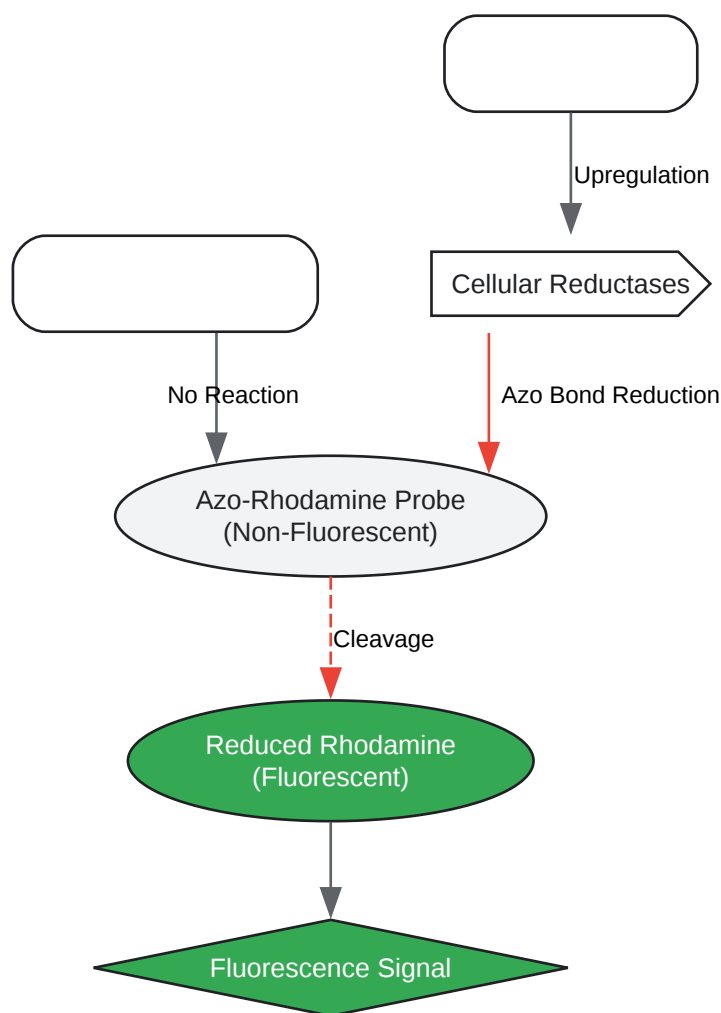 Upregulation
Cellular Reductases
No Reaction
Azo Bond Reduction
Azo-Rhodamine Probe
(Non-Fluorescent)
Cleavage
Reduced Rhodamine
(Fluorescent)
Fluorescence Signal